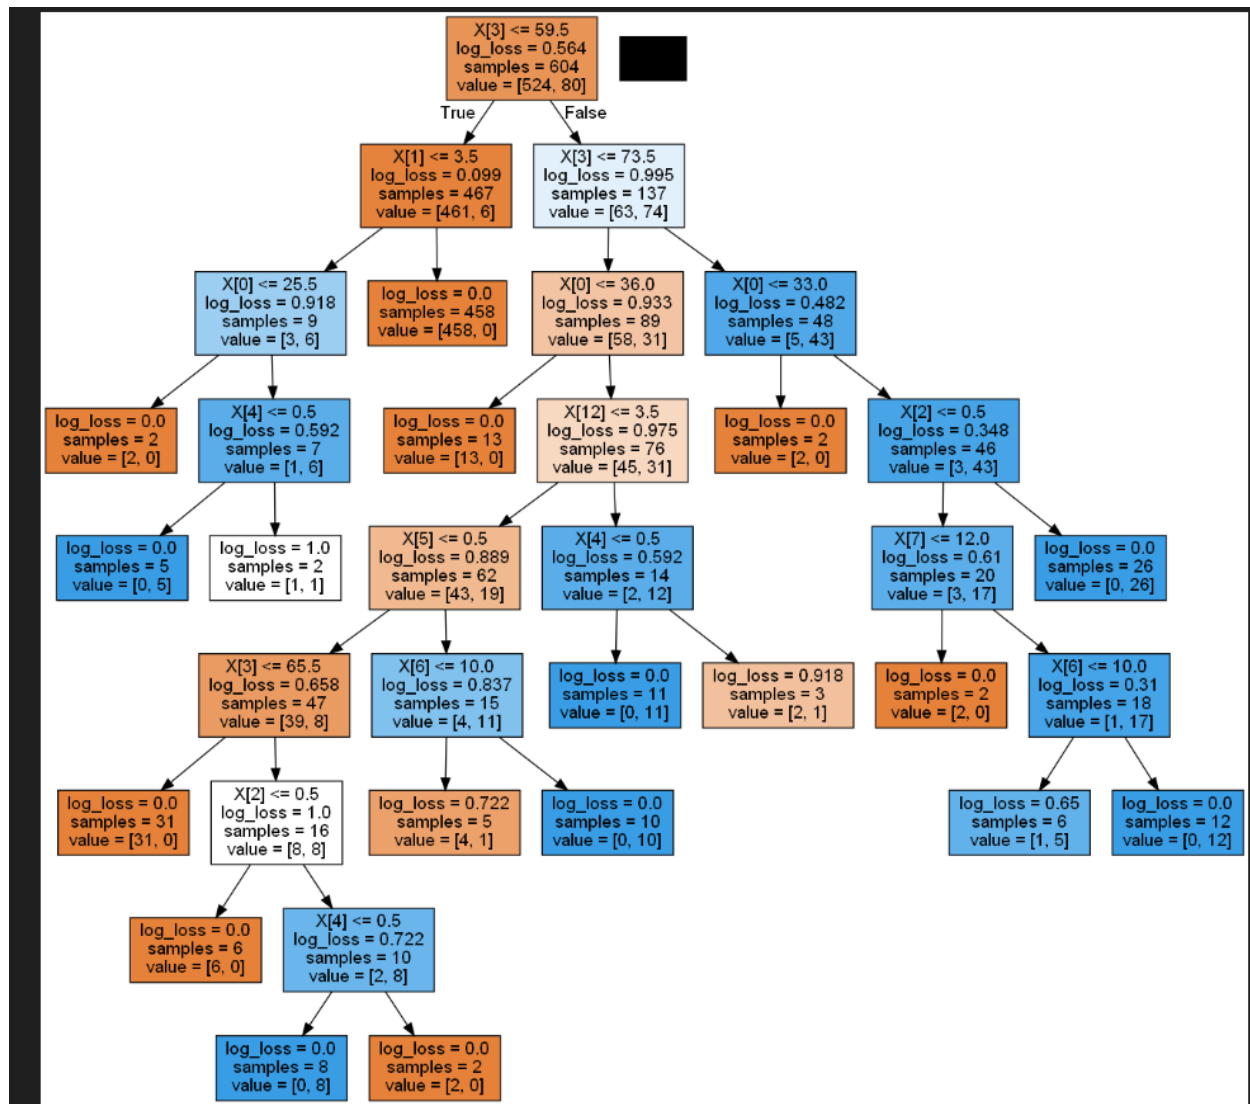 X[3] <= 59.5
log_loss = 0.564
samples = 604
value = [524, 80]
True
False
X[1] <= 3.5
log_loss = 0.099
samples = 467
value = [461, 6]
X[3] <= 73.5
log_loss = 0.995
samples = 137
value = [63, 74]
X[0] <= 25.5
log_loss = 0.918
samples = 9
value = [3, 6]
log_loss = 0.0
samples = 458
value = [458, 0]
X[0] <= 36.0
log_loss = 0.933
samples = 89
value = [58, 31]
X[0] <= 33.0
log_loss = 0.482
samples = 48
value = [5, 43]
log_loss = 0.0
samples = 2
value = [2, 0]
X[4] <= 0.5
log_loss = 0.592
samples = 7
value = [1, 6]
log_loss = 0.0
samples = 13
value = [13, 0]
X[12] <= 3.5
log_loss = 0.975
samples = 76
value = [45, 31]
log_loss = 0.0
samples = 2
value = [2, 0]
X[2] <= 0.5
log_loss = 0.348
samples = 46
value = [3, 43]
log_loss = 0.0
samples = 5
value = [0, 5]
log_loss = 1.0
samples = 2
value = [1, 1]
X[5] <= 0.5
log_loss = 0.889
samples = 62
value = [43, 19]
X[4] <= 0.5
log_loss = 0.592
samples = 14
value = [2, 12]
X[7] <= 12.0
log_loss = 0.61
samples = 20
value = [3, 17]
log_loss = 0.0
samples = 26
value = [0, 26]
X[3] <= 65.5
log_loss = 0.658
samples = 47
value = [39, 8]
X[6] <= 10.0
log_loss = 0.837
samples = 15
value = [4, 11]
log_loss = 0.0
samples = 11
value = [0, 11]
log_loss = 0.918
samples = 3
value = [2, 1]
log_loss = 0.0
samples = 2
value = [2, 0]
X[6] <= 10.0
log_loss = 0.31
samples = 18
value = [1, 17]
log_loss = 0.0
samples = 31
value = [31, 0]
X[2] <= 0.5
log_loss = 1.0
samples = 16
value = [8, 8]
log_loss = 0.722
samples = 5
value = [4, 1]
log_loss = 0.0
samples = 10
value = [0, 10]
log_loss = 0.65
samples = 6
value = [1, 5]
log_loss = 0.0
samples = 12
value = [0, 12]
log_loss = 0.0
samples = 6
value = [6, 0]
X[4] <= 0.5
log_loss = 0.722
samples = 10
value = [2, 8]
log_loss = 0.0
samples = 8
value = [0, 8]
log_loss = 0.0
samples = 2
value = [2, 0]